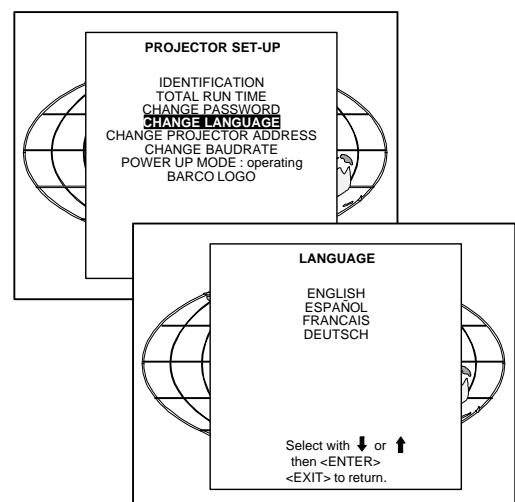 PROJECTOR SET-UP
IDENTIFICATION
TOTAL RUN TIME
CHANGE PASSWORD
CHANGE LANGUAGE
CHANGE PROJECTOR ADDRESS
CHANGE BAUDRATE
POWER UP MODE : operating
BARCO LOGO
LANGUAGE
ENGLISH
ESPAÑOL
FRANCAIS
DEUTSCH
Select with ⬇ or ⬆
then <ENTER>
<EXIT> to return.